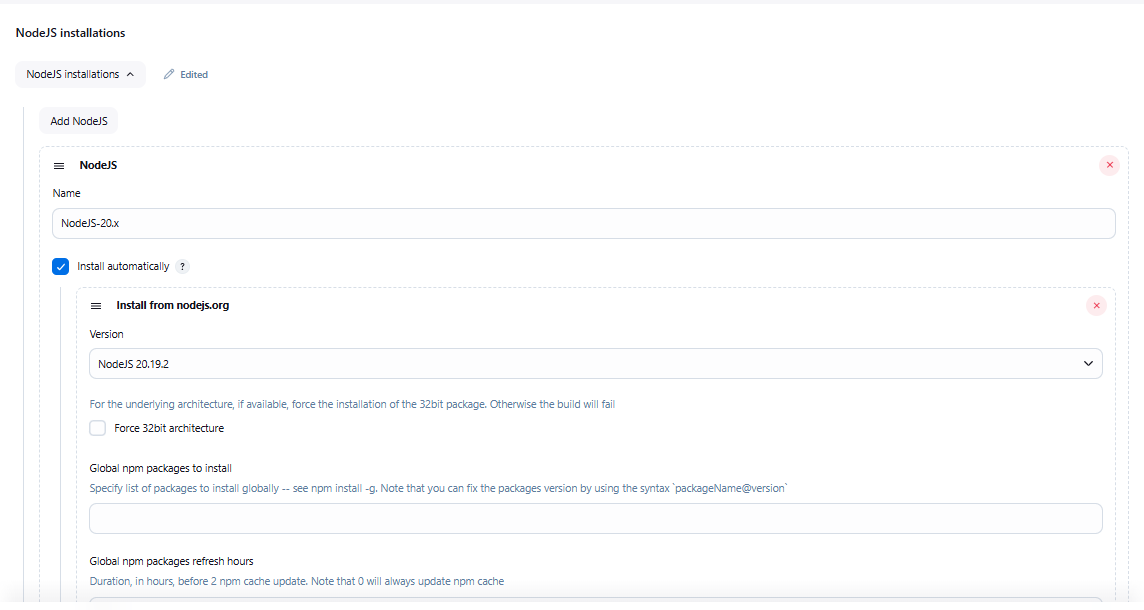 NodeJS installations
NodeJS installations
Edited
Add NodeJS
NodeJS
Name
NodeJS-20.x
Install automatically ?
Install from nodejs.org
Version
NodeJS 20.19.2
For the underlying architecture, if available, force the installation of the 32bit package. Otherwise the build will fail
Force 32bit architecture
Global npm packages to install
Specify list of packages to install globally -- see npm install -g. Note that you can fix the packages version by using the syntax `packageName@version`
Global npm packages refresh hours
Duration, in hours, before 2 npm cache update. Note that 0 will always update npm cache